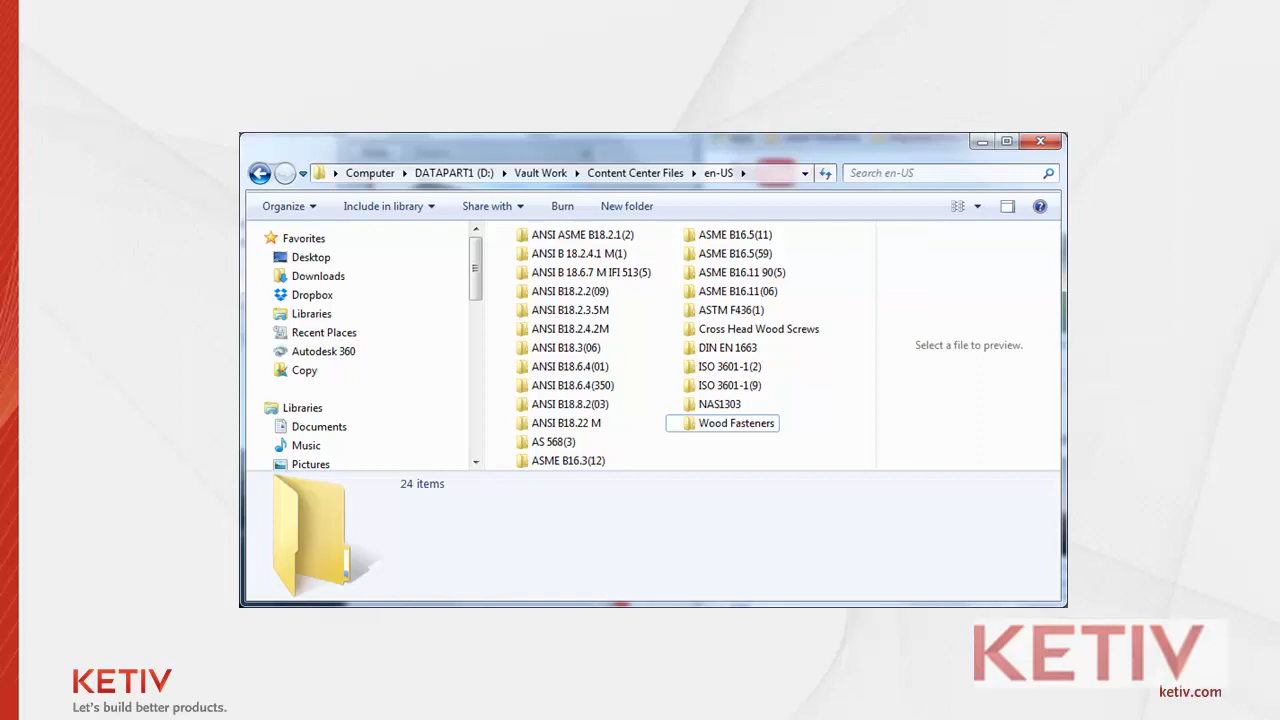 Computer DATAPART1 (D:) Vault Work Content Center Files en-US Search en-US
Organize Include in library Share with Burn New folder
Favorites
Desktop
Downloads
Dropbox
Libraries
Recent Places
Autodesk 360
Copy
Libraries
Documents
Music
Pictures
ANSI ASME B18.2.1(2)
ANSI B 18.2.4.1 M(1)
ANSI B 18.6.7 M IFI 513(5)
ANSI B18.2.2(09)
ANSI B18.2.3.5M
ANSI B18.2.4.2M
ANSI B18.3(06)
ANSI B18.6.4(01)
ANSI B18.6.4(350)
ANSI B18.8.2(03)
ANSI B18.22 M
AS 568(3)
ASME B16.3(12)
ASME B16.5(11)
ASME B16.5(59)
ASME B16.11 90(5)
ASME B16.11(06)
ASTM F436(1)
Cross Head Wood Screws
DIN EN 1663
ISO 3601-1(2)
ISO 3601-1(9)
NAS1303
Wood Fasteners
Select a file to preview.
24 items
KETIV
Let's build better products.
KETIV
ketiv.com